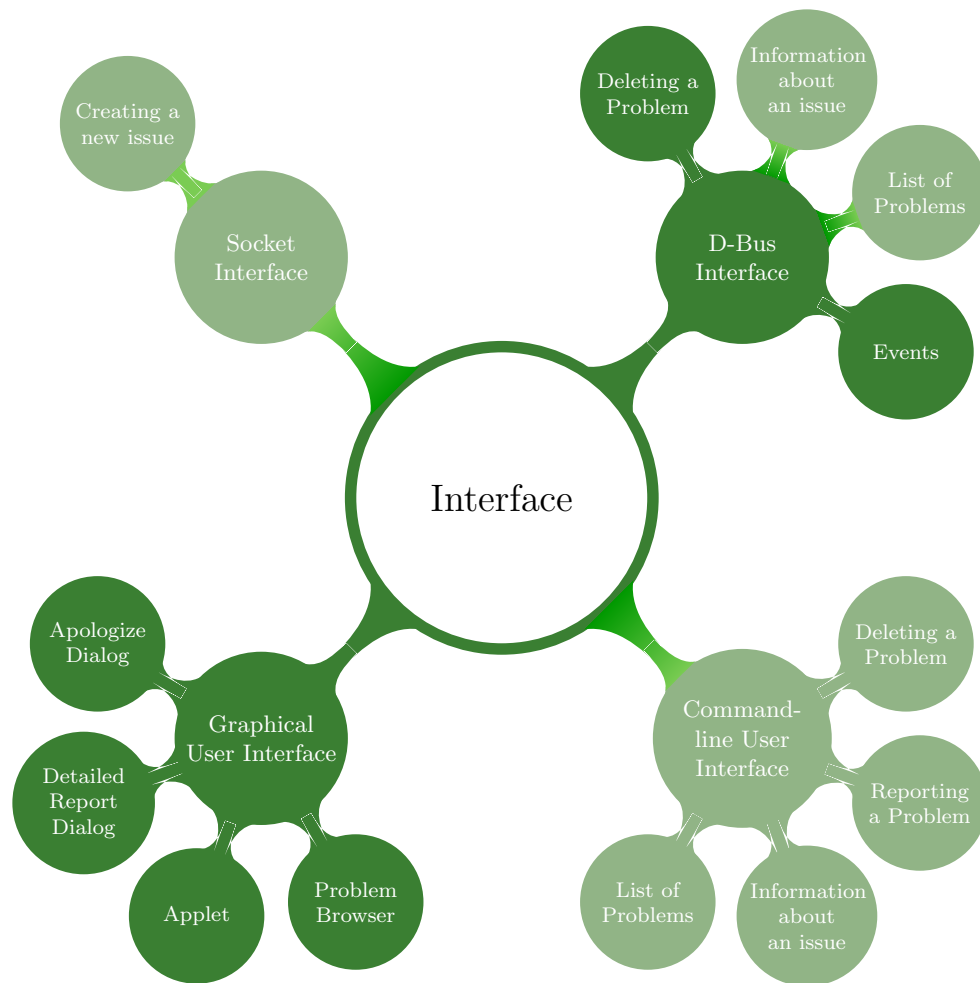 Creating a
new issue
Socket
Interface
Deleting a
Problem
Information
about
an issue
List of
Problems
D-Bus
Interface
Events
Interface
Apologize
Dialog
Graphical
User Interface
Detailed
Report
Dialog
Applet
Problem
Browser
Deleting a
Problem
Command-
line User
Interface
Reporting
a Problem
List of
Problems
Information
about
an issue